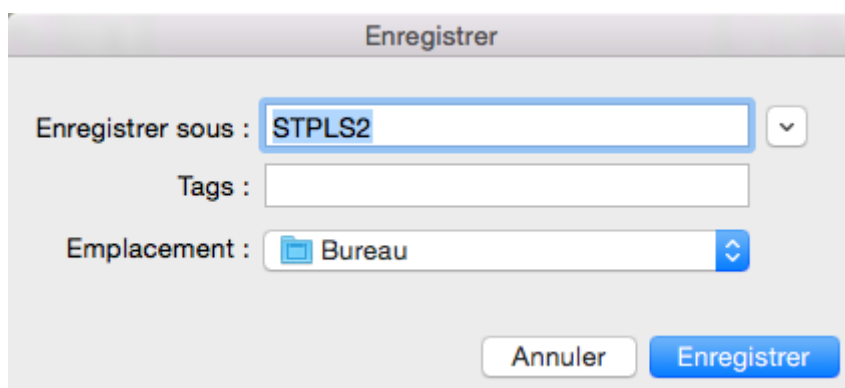 Enregistrer
Enregistrer sous : STPLS2
Tags :
Emplacement : Bureau
Annuler Enregistrer